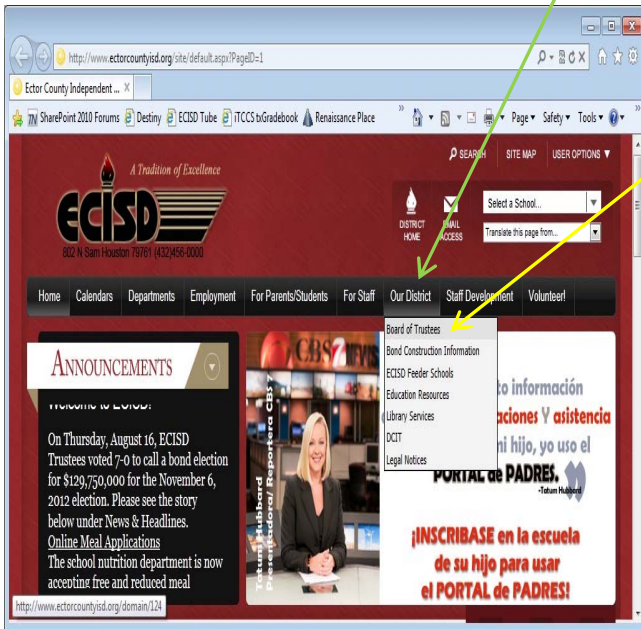 http://www.ectorcountyisd.org/site/default.aspx?PageID=1
Ector County Independent ...
SharePoint 2010 Forums Destiny ECISD Tube iTCCS txGradebook Renaissance Place
Page Safety Tools
SEARCH SITE MAP USER OPTIONS
A Tradition of Excellence
ECISD
802 N Sam Houston 79761 (432)456-0000
DISTRICT HOME
EMAIL ACCESS
Select a School...
Translate this page from...
Home Calendars Departments Employment For Parents/Students For Staff Our District Staff Development Volunteer!
Board of Trustees
Bond Construction Information
ECISD Feeder Schools
Education Resources
Library Services
DCIT
Legal Notices
ANNOUNCEMENTS
Welcome to ECISD!
On Thursday, August 16, ECISD
Trustees voted 7-0 to call a bond election
for $129,750,000 for the November 6,
2012 election. Please see the story
below under News & Headlines.
Online Meal Applications
The school nutrition department is now
accepting free and reduced meal
CBS 7 NEWS
Tatum Hubbard
Presentadora/ Reportera CBS 7
información
Y asistencia
mi hijo, yo uso el
PORTAL de PADRES.
-Tatum Hubbard
¡INSCRIBASE en la escuela
de su hijo para usar
el PORTAL de PADRES!
http://www.ectorcountyisd.org/domain/124